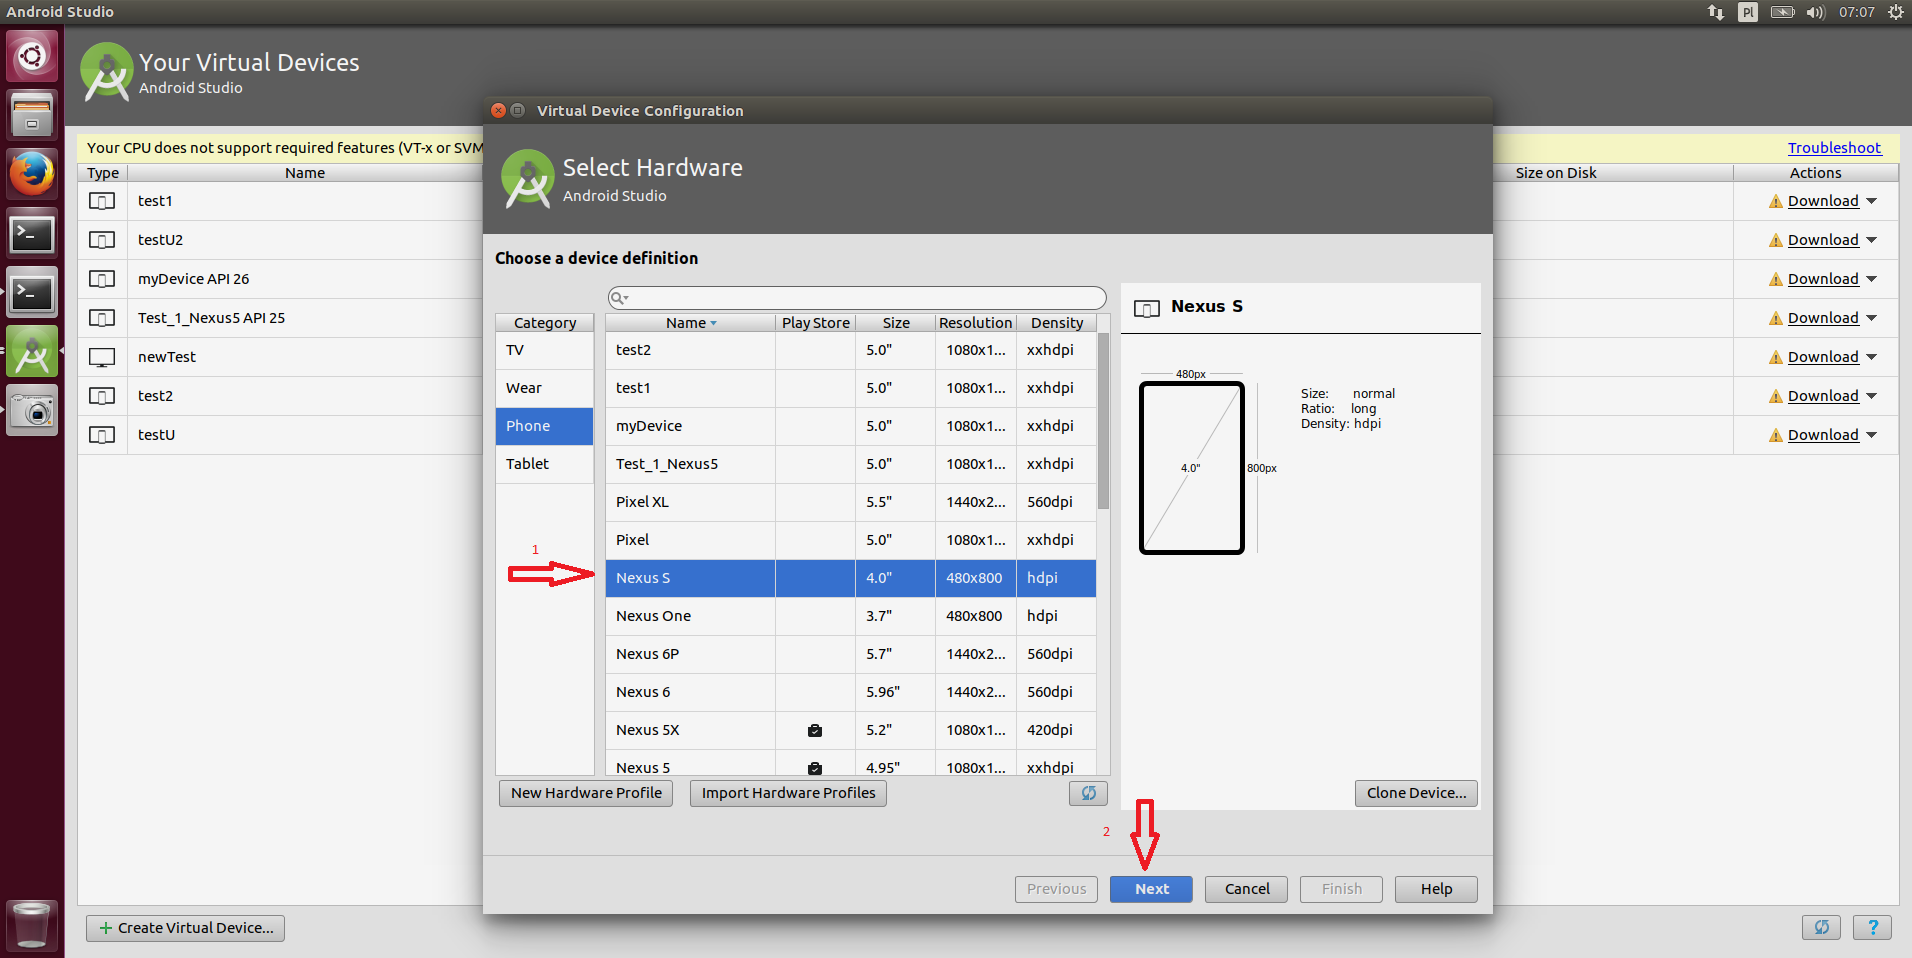 Android Studio
Pl
07:07
Your Virtual Devices
Android Studio
Your CPU does not support required features (VT-x or SVM
Troubleshoot
Type Name Size on Disk Actions
test1 Download
testU2 Download
myDevice API 26 Download
Test_1_Nexus5 API 25 Download
newTest Download
test2 Download
testU Download
+ Create Virtual Device...
?
Virtual Device Configuration
Select Hardware
Android Studio
Choose a device definition
Category
TV
Wear
Phone
Tablet
Name Play Store Size Resolution Density
test2 5.0" 1080x1... xxhdpi
test1 5.0" 1080x1... xxhdpi
myDevice 5.0" 1080x1... xxhdpi
Test_1_Nexus5 5.0" 1080x1... xxhdpi
Pixel XL 5.5" 1440x2... 560dpi
Pixel 5.0" 1080x1... xxhdpi
1
Nexus S 4.0" 480x800 hdpi
Nexus One 3.7" 480x800 hdpi
Nexus 6P 5.7" 1440x2... 560dpi
Nexus 6 5.96" 1440x2... 560dpi
Nexus 5X 5.2" 1080x1... 420dpi
Nexus 5 4.95" 1080x1... xxhdpi
New Hardware Profile Import Hardware Profiles
Nexus S
480px
4.0"
800px
Size: normal
Ratio: long
Density: hdpi
Clone Device...
2
Previous Next Cancel Finish Help